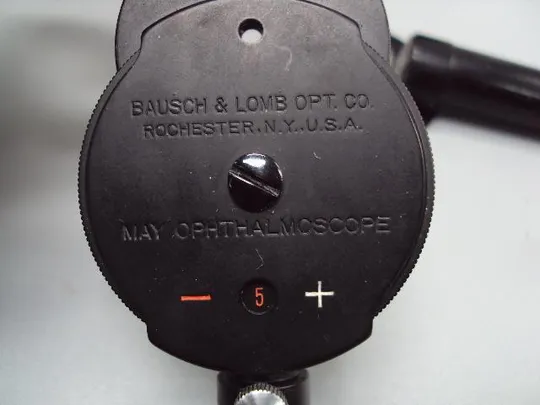 BAUSCH & LOMB OPT. CO.
ROCHESTER, N.Y., U.S.A.
MAY OPHTHALMOSCOPE
− 5 +